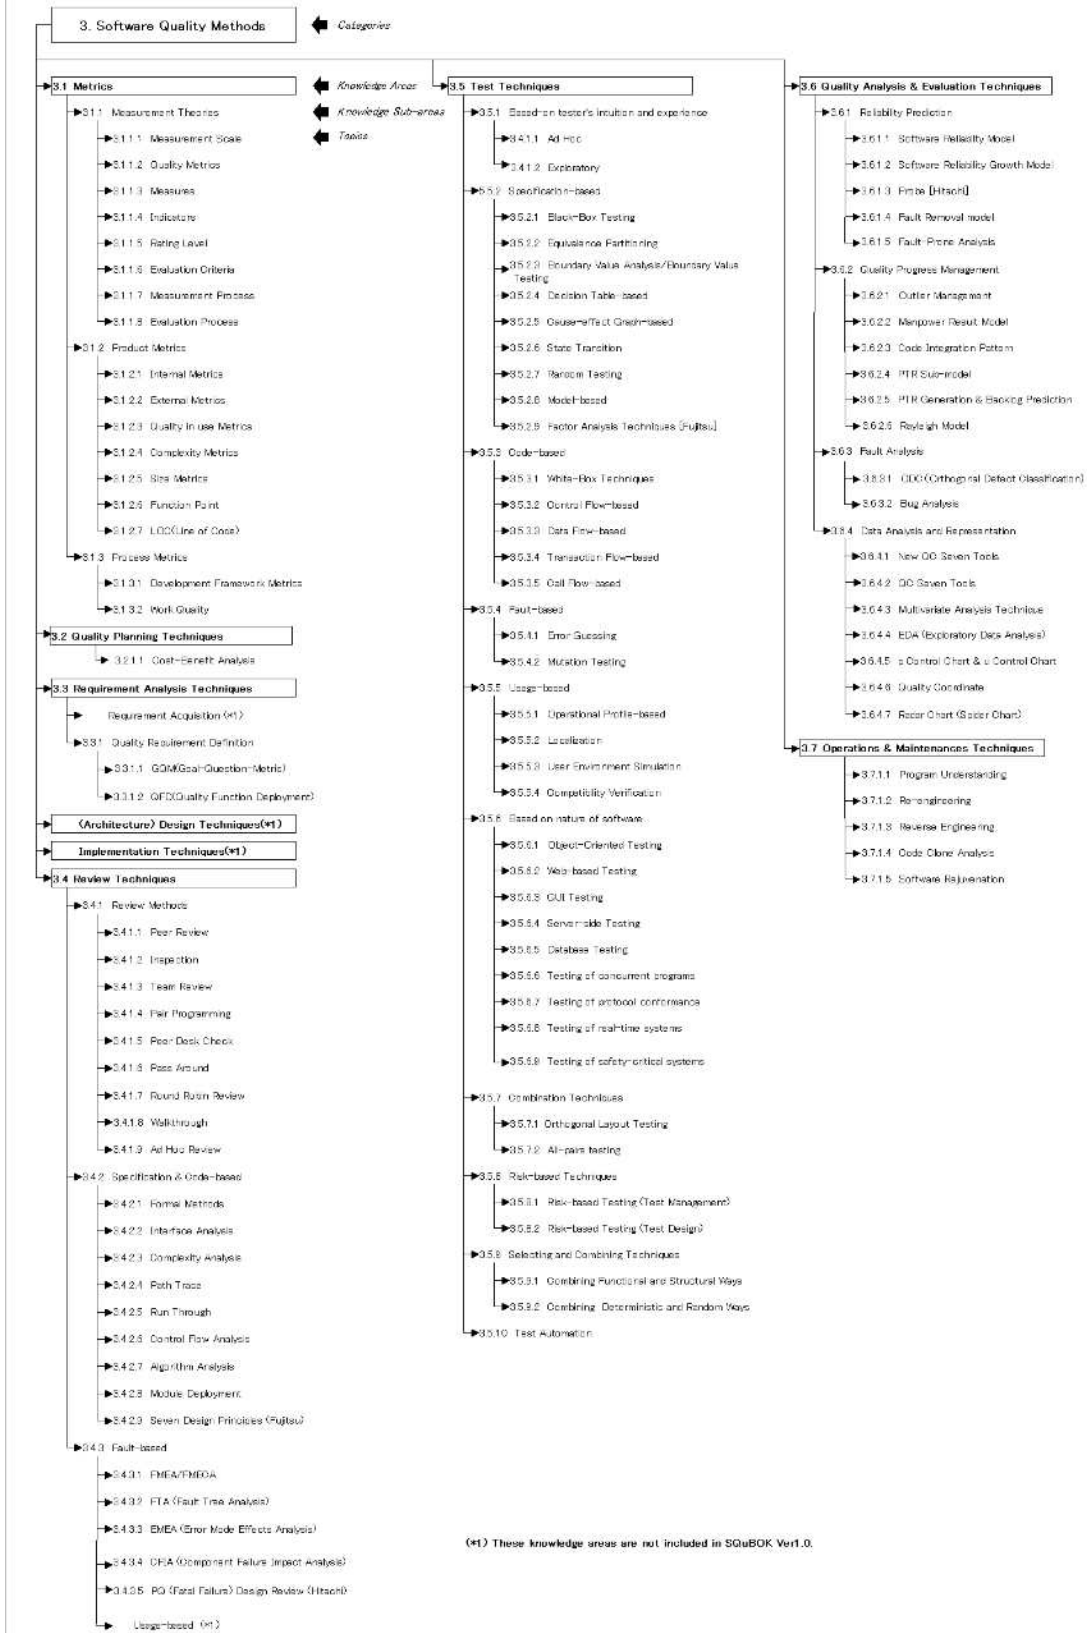 3. Software Quality Methods
Categories
3.1 Metrics
Knowledge Areas
3.1.1 Measurement Theories
Knowledge Sub-areas
3.1.1.1 Measurement Scale
Topics
3.1.1.2 Quality Metrics
3.1.1.3 Measures
3.1.1.4 Indicators
3.1.1.5 Rating Level
3.1.1.6 Evaluation Criteria
3.1.1.7 Measurement Process
3.1.1.8 Evaluation Process
3.1.2 Product Metrics
3.1.2.1 Internal Metrics
3.1.2.2 External Metrics
3.1.2.3 Quality in use Metrics
3.1.2.4 Complexity Metrics
3.1.2.5 Size Metrics
3.1.2.6 Function Point
3.1.2.7 LOC(Line of Code)
3.1.3 Process Metrics
3.1.3.1 Development Framework Metrics
3.1.3.2 Work Quality
3.2 Quality Planning Techniques
3.2.1.1 Cost-Benefit Analysis
3.3 Requirement Analysis Techniques
Requirement Acquisition (*1)
3.3.1 Quality Requirement Definition
3.3.1.1 GQM(Goal-Question-Metric)
3.3.1.2 QFD(Quality Function Deployment)
(Architecture) Design Techniques(*1)
Implementation Techniques(*1)
3.4 Review Techniques
3.4.1 Review Methods
3.4.1.1 Peer Review
3.4.1.2 Inspection
3.4.1.3 Team Review
3.4.1.4 Pair Programming
3.4.1.5 Peer Desk Check
3.4.1.6 Pass Around
3.4.1.7 Round Robin Review
3.4.1.8 Walkthrough
3.4.1.9 Ad Hoc Review
3.4.2 Specification & Code-based
3.4.2.1 Formal Methods
3.4.2.2 Interface Analysis
3.4.2.3 Complexity Analysis
3.4.2.4 Path Trace
3.4.2.5 Run Through
3.4.2.6 Control Flow Analysis
3.4.2.7 Algorithm Analysis
3.4.2.8 Module Deployment
3.4.2.9 Seven Design Principles (Fujitsu)
3.4.3 Fault-based
3.4.3.1 FMEA/FMECA
3.4.3.2 FTA (Fault Tree Analysis)
3.4.3.3 EMEA (Error Mode Effects Analysis)
3.4.3.4 CFIA (Component Failure Impact Analysis)
3.4.3.5 PQ (Fatal Failure) Design Review (Hitachi)
Usage-based (*1)
3.5 Test Techniques
3.5.1 Based-on tester's intuition and experience
3.4.1.1 Ad Hoc
3.4.1.2 Exploratory
5.5.2 Specification-based
3.5.2.1 Black-Box Testing
3.5.2.2 Equivalence Partitioning
3.5.2.3 Boundary Value Analysis/Boundary Value
Testing
3.5.2.4 Decision Table-based
3.5.2.5 Cause-effect Graph-based
3.5.2.6 State Transition
3.5.2.7 Random Testing
3.5.2.8 Model-based
3.5.2.9 Factor Analysis Techniques [Fujitsu]
3.5.3 Code-based
3.5.3.1 White-Box Techniques
3.5.3.2 Control Flow-based
3.5.3.3 Data Flow-based
3.5.3.4 Transaction Flow-based
3.5.3.5 Call Flow-based
3.5.4 Fault-based
3.5.4.1 Error Guessing
3.5.4.2 Mutation Testing
3.5.5 Usage-based
3.5.5.1 Operational Profile-based
3.5.5.2 Localization
3.5.5.3 User Environment Simulation
3.5.5.4 Compatibility Verification
3.5.6 Based on nature of software
3.5.6.1 Object-Oriented Testing
3.5.6.2 Web-based Testing
3.5.6.3 GUI Testing
3.5.6.4 Server-side Testing
3.5.6.5 Database Testing
3.5.6.6 Testing of concurrent programs
3.5.6.7 Testing of protocol conformance
3.5.6.8 Testing of real-time systems
3.5.6.9 Testing of safety-critical systems
3.5.7 Combination Techniques
3.5.7.1 Orthogonal Layout Testing
3.5.7.2 All-pairs testing
3.5.8 Risk-based Techniques
3.5.8.1 Risk-based Testing (Test Management)
3.5.8.2 Risk-based Testing (Test Design)
3.5.9 Selecting and Combining Techniques
3.5.9.1 Combining Functional and Structural Ways
3.5.9.2 Combining Deterministic and Random Ways
3.5.10 Test Automation
3.6 Quality Analysis & Evaluation Techniques
3.6.1 Reliability Prediction
3.6.1.1 Software Reliability Model
3.6.1.2 Software Reliability Growth Model
3.6.1.3 Probe [Hitachi]
3.6.1.4 Fault Removal model
3.6.1.5 Fault-Prone Analysis
3.6.2 Quality Progress Management
3.6.2.1 Outlier Management
3.6.2.2 Manpower Result Model
3.6.2.3 Code Integration Pattern
3.6.2.4 PTR Sub-model
3.6.2.5 PTR Generation & Backlog Prediction
3.6.2.6 Rayleigh Model
3.6.3 Fault Analysis
3.6.3.1 ODC(Orthogonal Defect Classification)
3.6.3.2 Bug Analysis
3.6.4 Data Analysis and Representation
3.6.4.1 New QC Seven Tools
3.6.4.2 QC Seven Tools
3.6.4.3 Multivariate Analysis Technique
3.6.4.4 EDA (Exploratory Data Analysis)
3.6.4.5 c Control Chart & u Control Chart
3.6.4.6 Quality Coordinate
3.6.4.7 Radar Chart (Spider Chart)
3.7 Operations & Maintenances Techniques
3.7.1.1 Program Understanding
3.7.1.2 Re-engineering
3.7.1.3 Reverse Engineering
3.7.1.4 Code Clone Analysis
3.7.1.5 Software Rejuvenation
(*1) These knowledge areas are not included in SQuBOK Ver1.0.